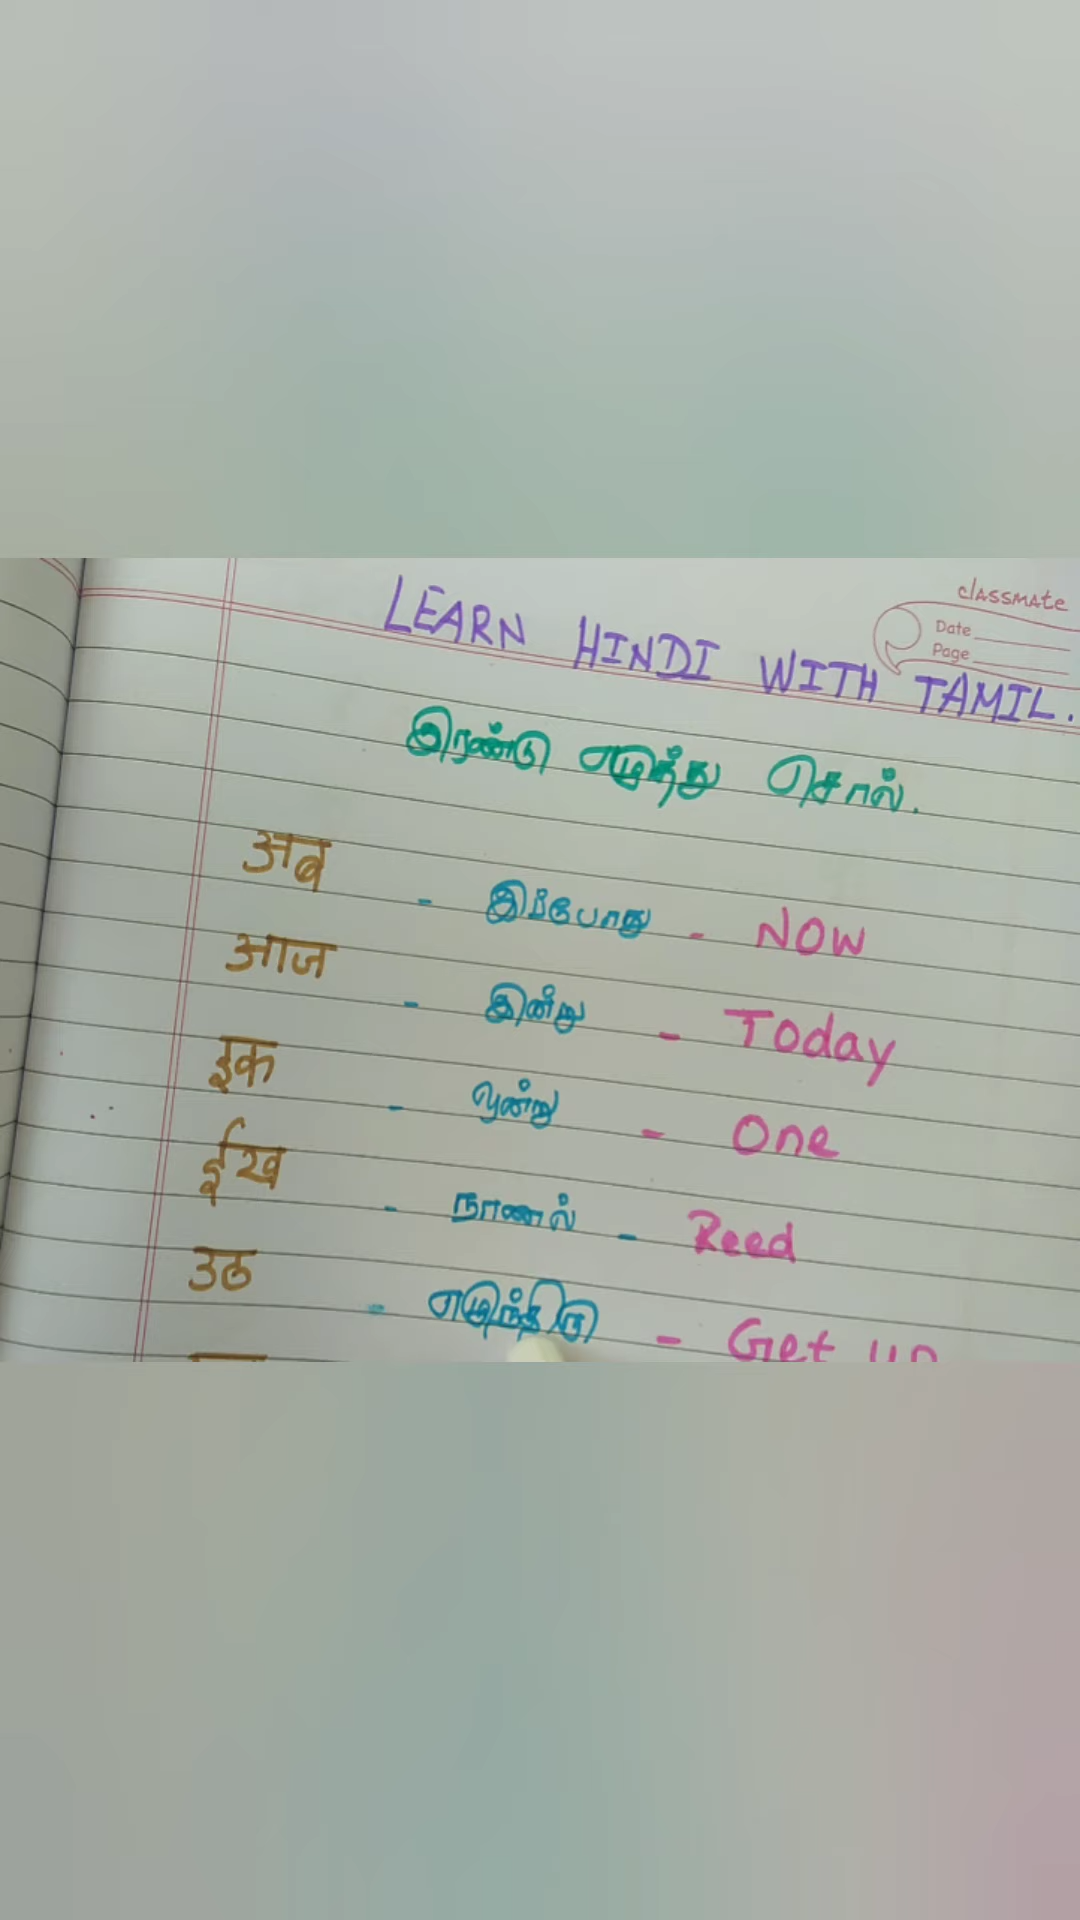 classmate
Date
Page
LEARN HINDI WITH TAMIL.
இரண்டு எழுத்து சொல்.
अब - இப்போது - NOW
आज - இன்று - Today
इक - ஒன்று - One
ईख - நாணல் - Reed
उठ - எழுந்திரு - Get up